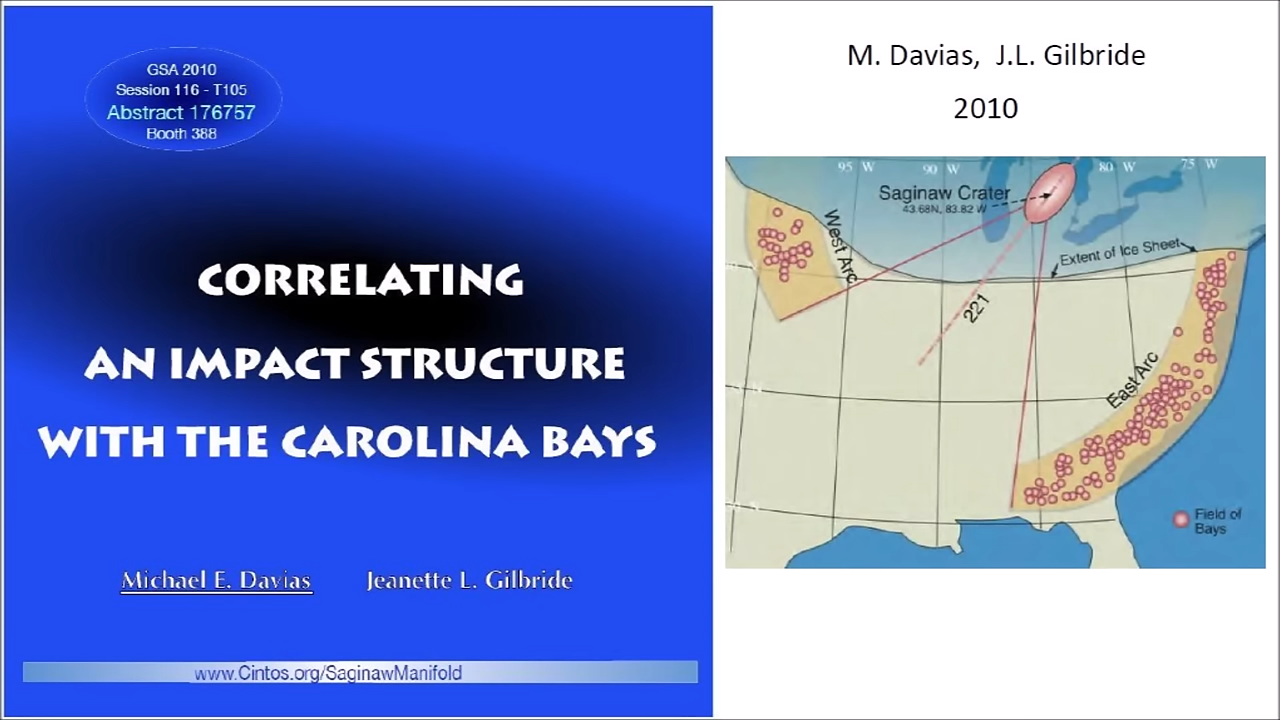 GSA 2010
Session 116 - T105
Abstract 176757
Booth 388
CORRELATING
AN IMPACT STRUCTURE
WITH THE CAROLINA BAYS
Michael E. Davias Jeanette L. Gilbride
www.Cintos.org/SaginawManifold
M. Davias, J.L. Gilbride
2010
95 W 90 W 80 W 75 W
Saginaw Crater
43.68N, 83.82 W
West Arc
Extent of Ice Sheet
221
East Arc
Field of
Bays